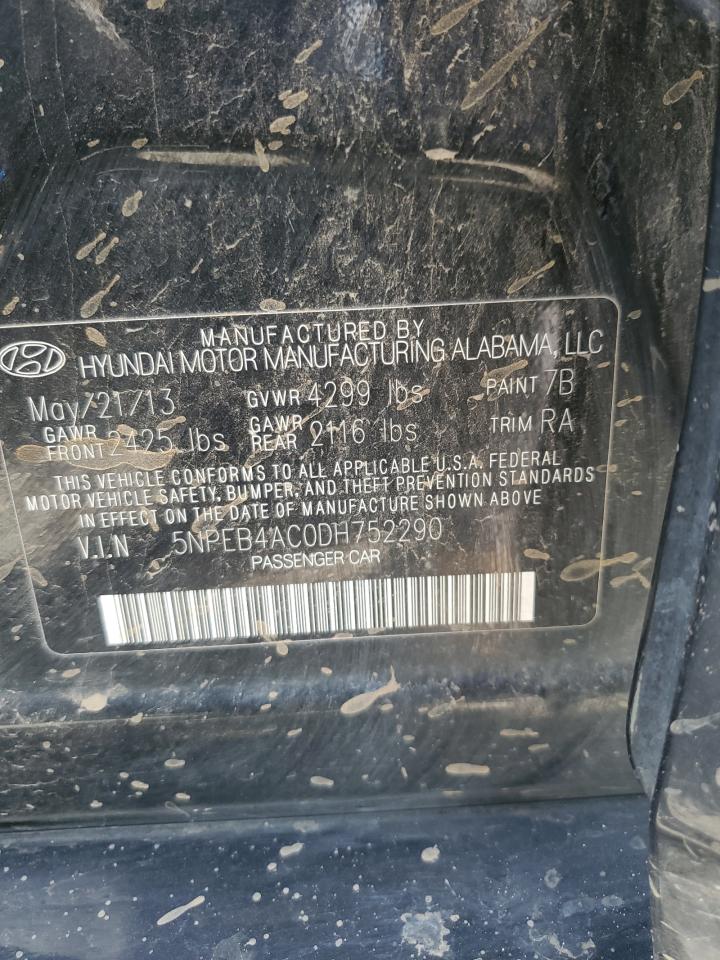 MANUFACTURED BY
HYUNDAI MOTOR MANUFACTURING ALABAMA, LLC
May/21/13 GVWR 4299 lbs PAINT 7B
GAWR FRONT 2425 lbs GAWR REAR 2116 lbs TRIM RA
THIS VEHICLE CONFORMS TO ALL APPLICABLE U.S.A. FEDERAL
MOTOR VEHICLE SAFETY, BUMPER, AND THEFT PREVENTION STANDARDS
IN EFFECT ON THE DATE OF MANUFACTURE SHOWN ABOVE
V.I.N 5NPEB4AC0DH752290
PASSENGER CAR